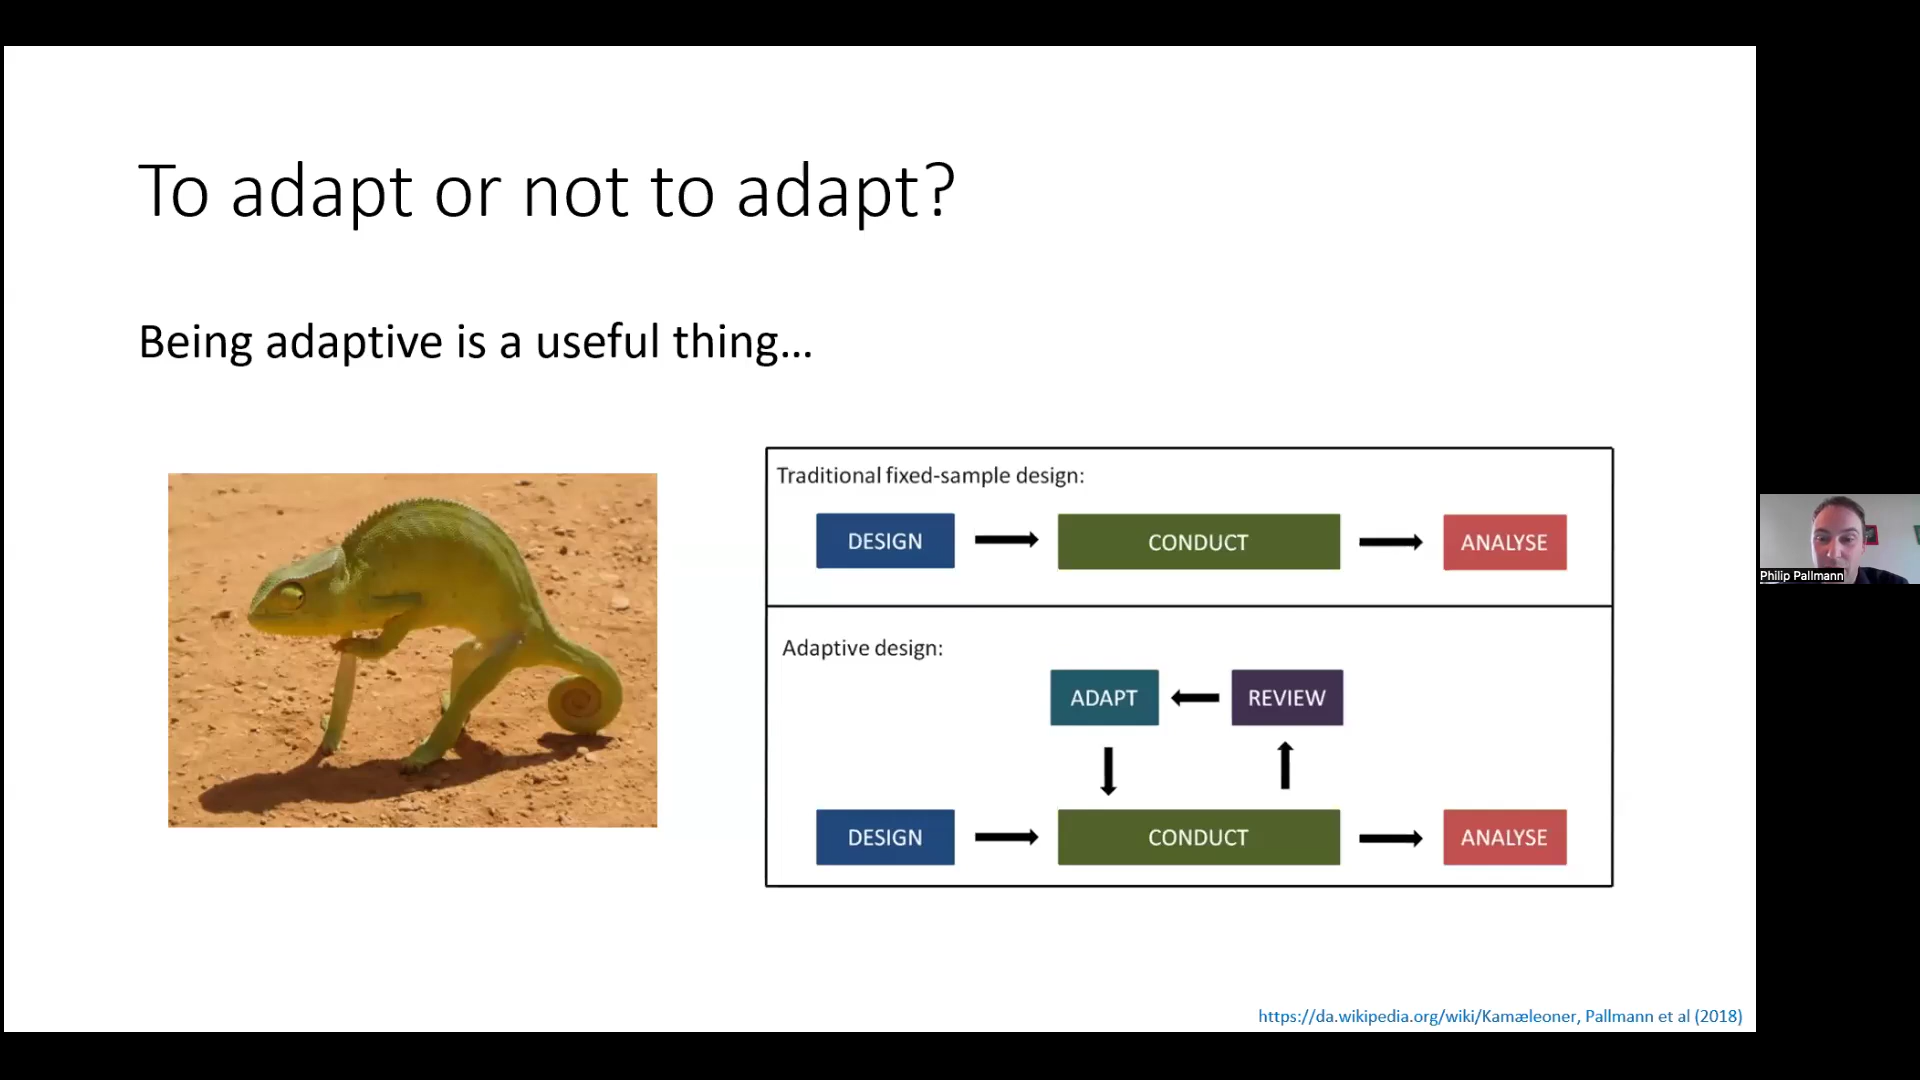 To adapt or not to adapt?
Being adaptive is a useful thing...
Traditional fixed-sample design:
DESIGN
CONDUCT
ANALYSE
Adaptive design:
ADAPT
REVIEW
DESIGN
CONDUCT
ANALYSE
Philip Pallmann
https://da.wikipedia.org/wiki/Kamæleoner, Pallmann et al (2018)